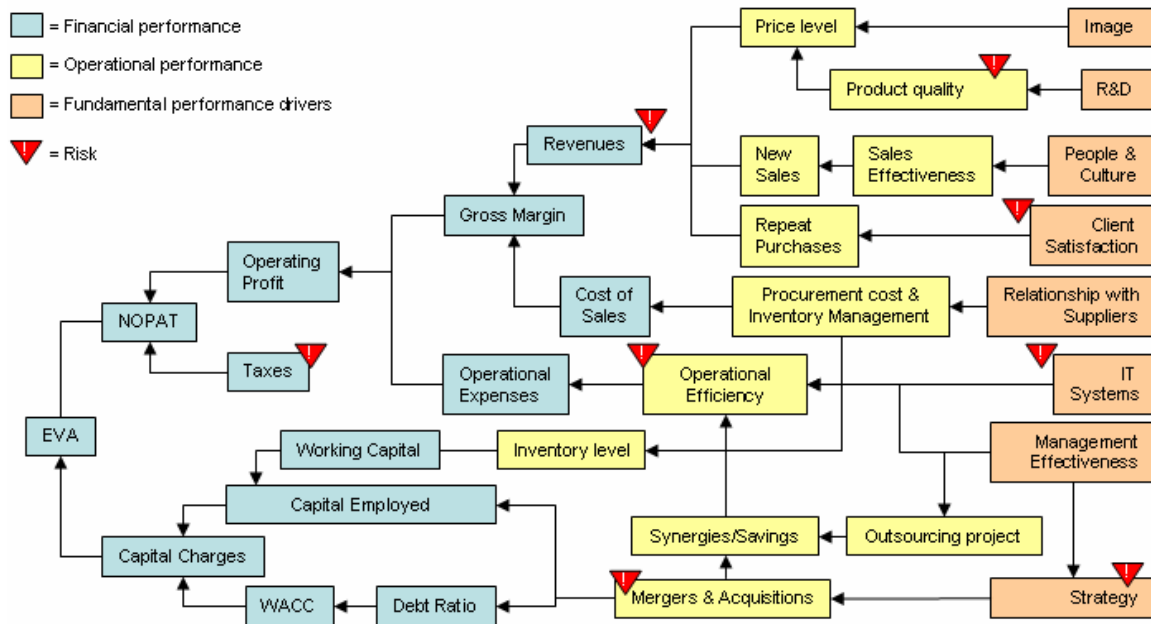 = Financial performance
= Operational performance
= Fundamental performance drivers
! = Risk
Price level
Image
!
Product quality
R&D
!
Revenues
New
Sales
Sales
Effectiveness
People &
Culture
Gross Margin
Repeat
Purchases
!
Client
Satisfaction
Operating
Profit
Cost of
Sales
Procurement cost &
Inventory Management
Relationship with
Suppliers
NOPAT
Taxes
!
Operational
Expenses
!
Operational
Efficiency
!
IT
Systems
EVA
Working Capital
Inventory level
Management
Effectiveness
Capital Employed
Synergies/Savings
Outsourcing project
Capital Charges
WACC
Debt Ratio
!
Mergers & Acquisitions
!
Strategy